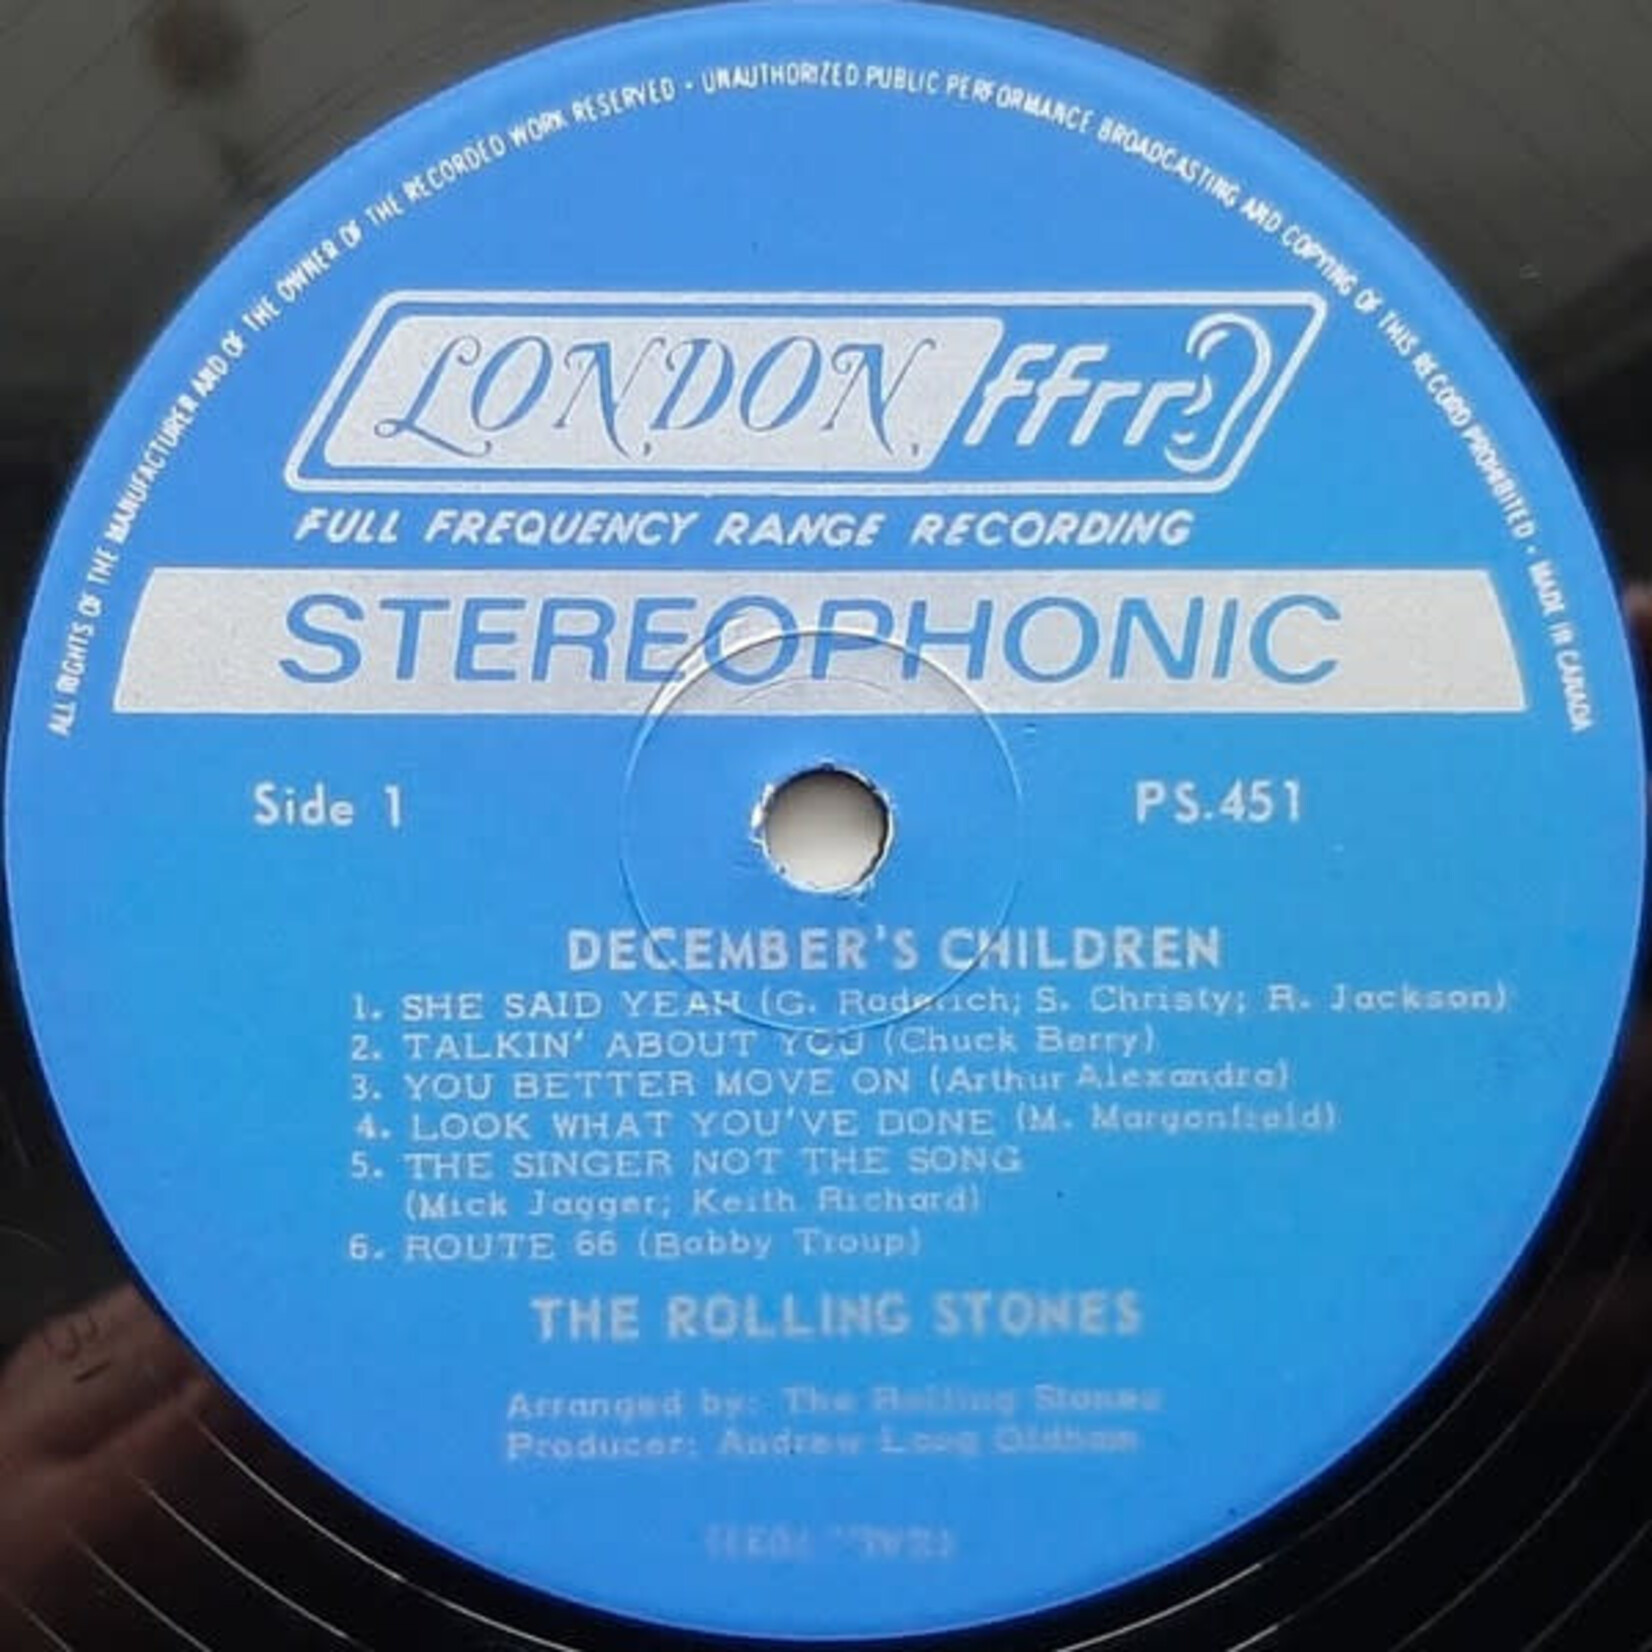 ALL RIGHTS OF THE MANUFACTURER AND OF THE OWNER OF THE RECORDED WORK RESERVED • UNAUTHORIZED PUBLIC PERFORMANCE BROADCASTING AND COPYING OF THIS RECORD PROHIBITED • MADE IN CANADA
LONDON ffrr
FULL FREQUENCY RANGE RECORDING
STEREOPHONIC
Side 1 PS.451
DECEMBER'S CHILDREN
1. SHE SAID YEAH (G. Roderich; S. Christy; R. Jackson)
2. TALKIN' ABOUT YOU (Chuck Berry)
3. YOU BETTER MOVE ON (Arthur Alexandra)
4. LOOK WHAT YOU'VE DONE (M. Morgonfield)
5. THE SINGER NOT THE SONG
(Mick Jagger; Keith Richard)
6. ROUTE 66 (Bobby Troup)
THE ROLLING STONES
Arranged by: The Rolling Stones
Producer: Andrew Loog Oldham